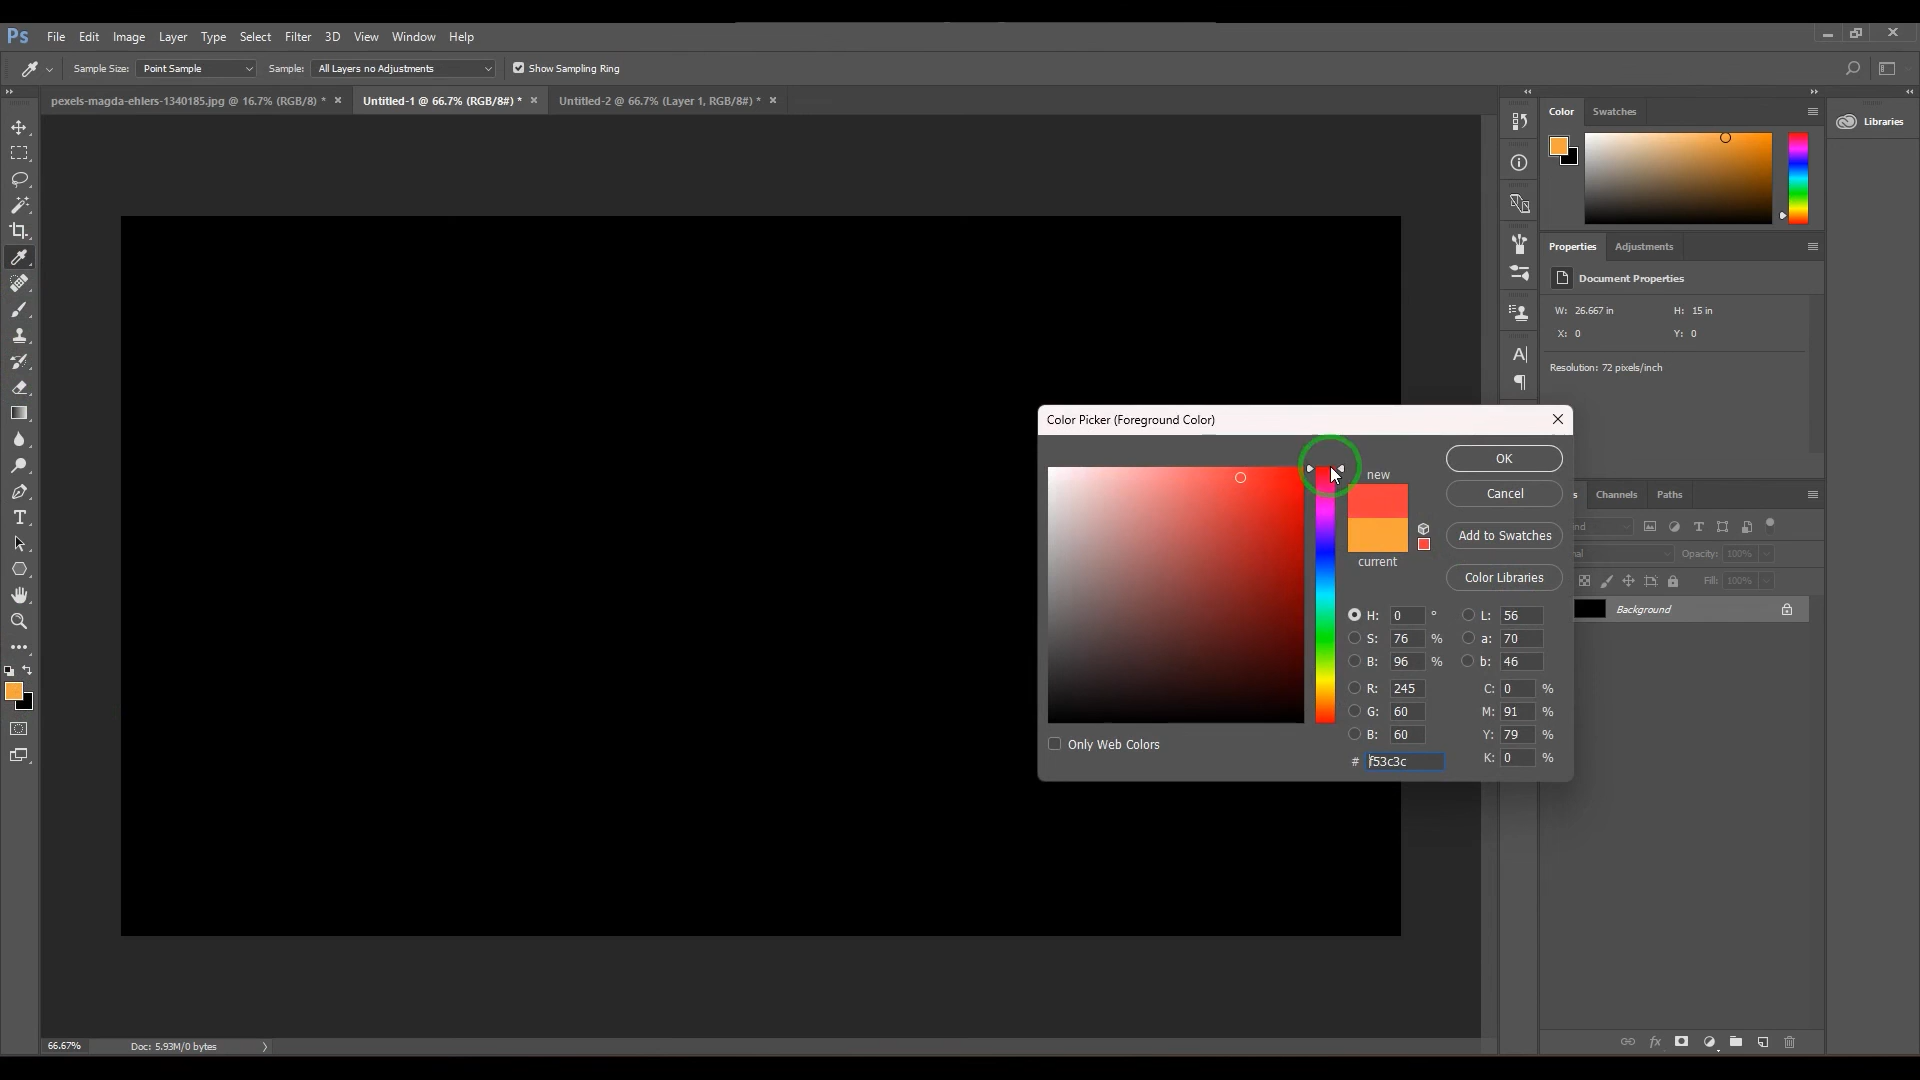 Ps File Edit Image Layer Type Select Filter 3D View Window Help
Sample Size: Point Sample Sample: All Layers no Adjustments Show Sampling Ring
pexels-magda-ehlers-1340185.jpg @ 16.7% (RGB/8) * × Untitled-1 @ 66.7% (RGB/8#) * × Untitled-2 @ 66.7% (Layer 1, RGB/8#) * ×
Color Swatches
Libraries
Properties Adjustments
Document Properties
W: 26.667 in H: 15 in
X: 0 Y: 0
Resolution: 72 pixels/inch
Color Picker (Foreground Color)
OK
new
Cancel
Add to Swatches
current
Color Libraries
H: 0 ° L: 56
S: 76 % a: 70
B: 96 % b: 46
R: 245 C: 0 %
G: 60 M: 91 %
B: 60 Y: 79 %
# f53c3c K: 0 %
Only Web Colors
Channels Paths
Opacity: 100%
Fill: 100%
Background
fx
66.67% Doc: 5.93M/0 bytes